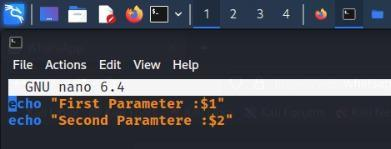 1 2 3 4
File Actions Edit View Help
GNU nano 6.4
echo "First Parameter :$1"
echo "Second Paramtere :$2"